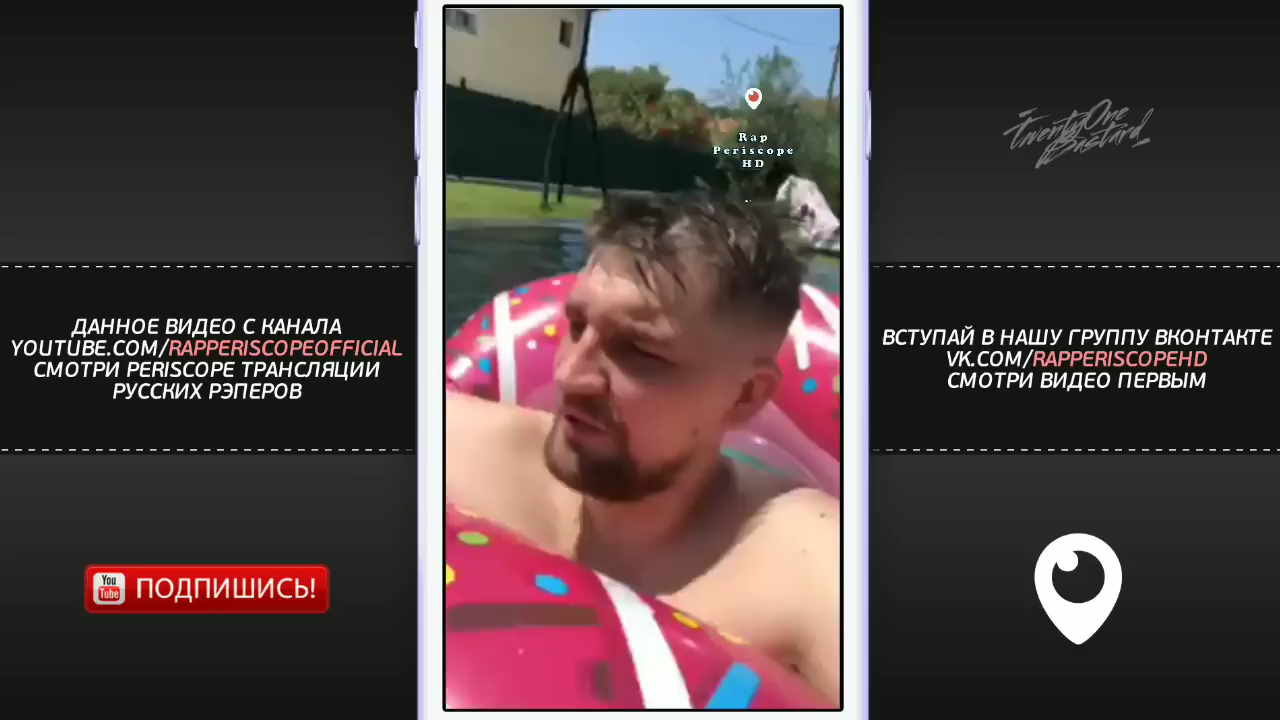 ДАННОЕ ВИДЕО С КАНАЛА
YOUTUBE.COM/RAPPERISCOPEOFFICIAL
СМОТРИ PERISCOPE ТРАНСЛЯЦИИ
РУССКИХ РЭПЕРОВ
You
Tube
ПОДПИШИСЬ!
Rap
Periscope
HD
TwentyOne
Bastard
ВСТУПАЙ В НАШУ ГРУППУ ВКОНТАКТЕ
VK.COM/RAPPERISCOPEHD
СМОТРИ ВИДЕО ПЕРВЫМ